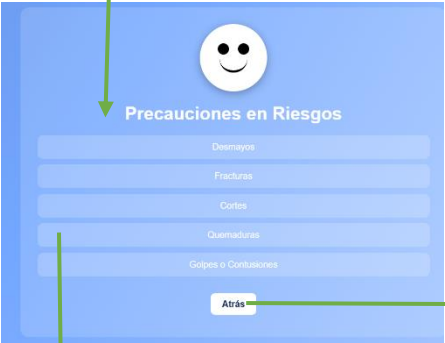 Precauciones en Riesgos
Desmayos
Fracturas
Cortes
Quemaduras
Golpes o Contusiones
Atrás